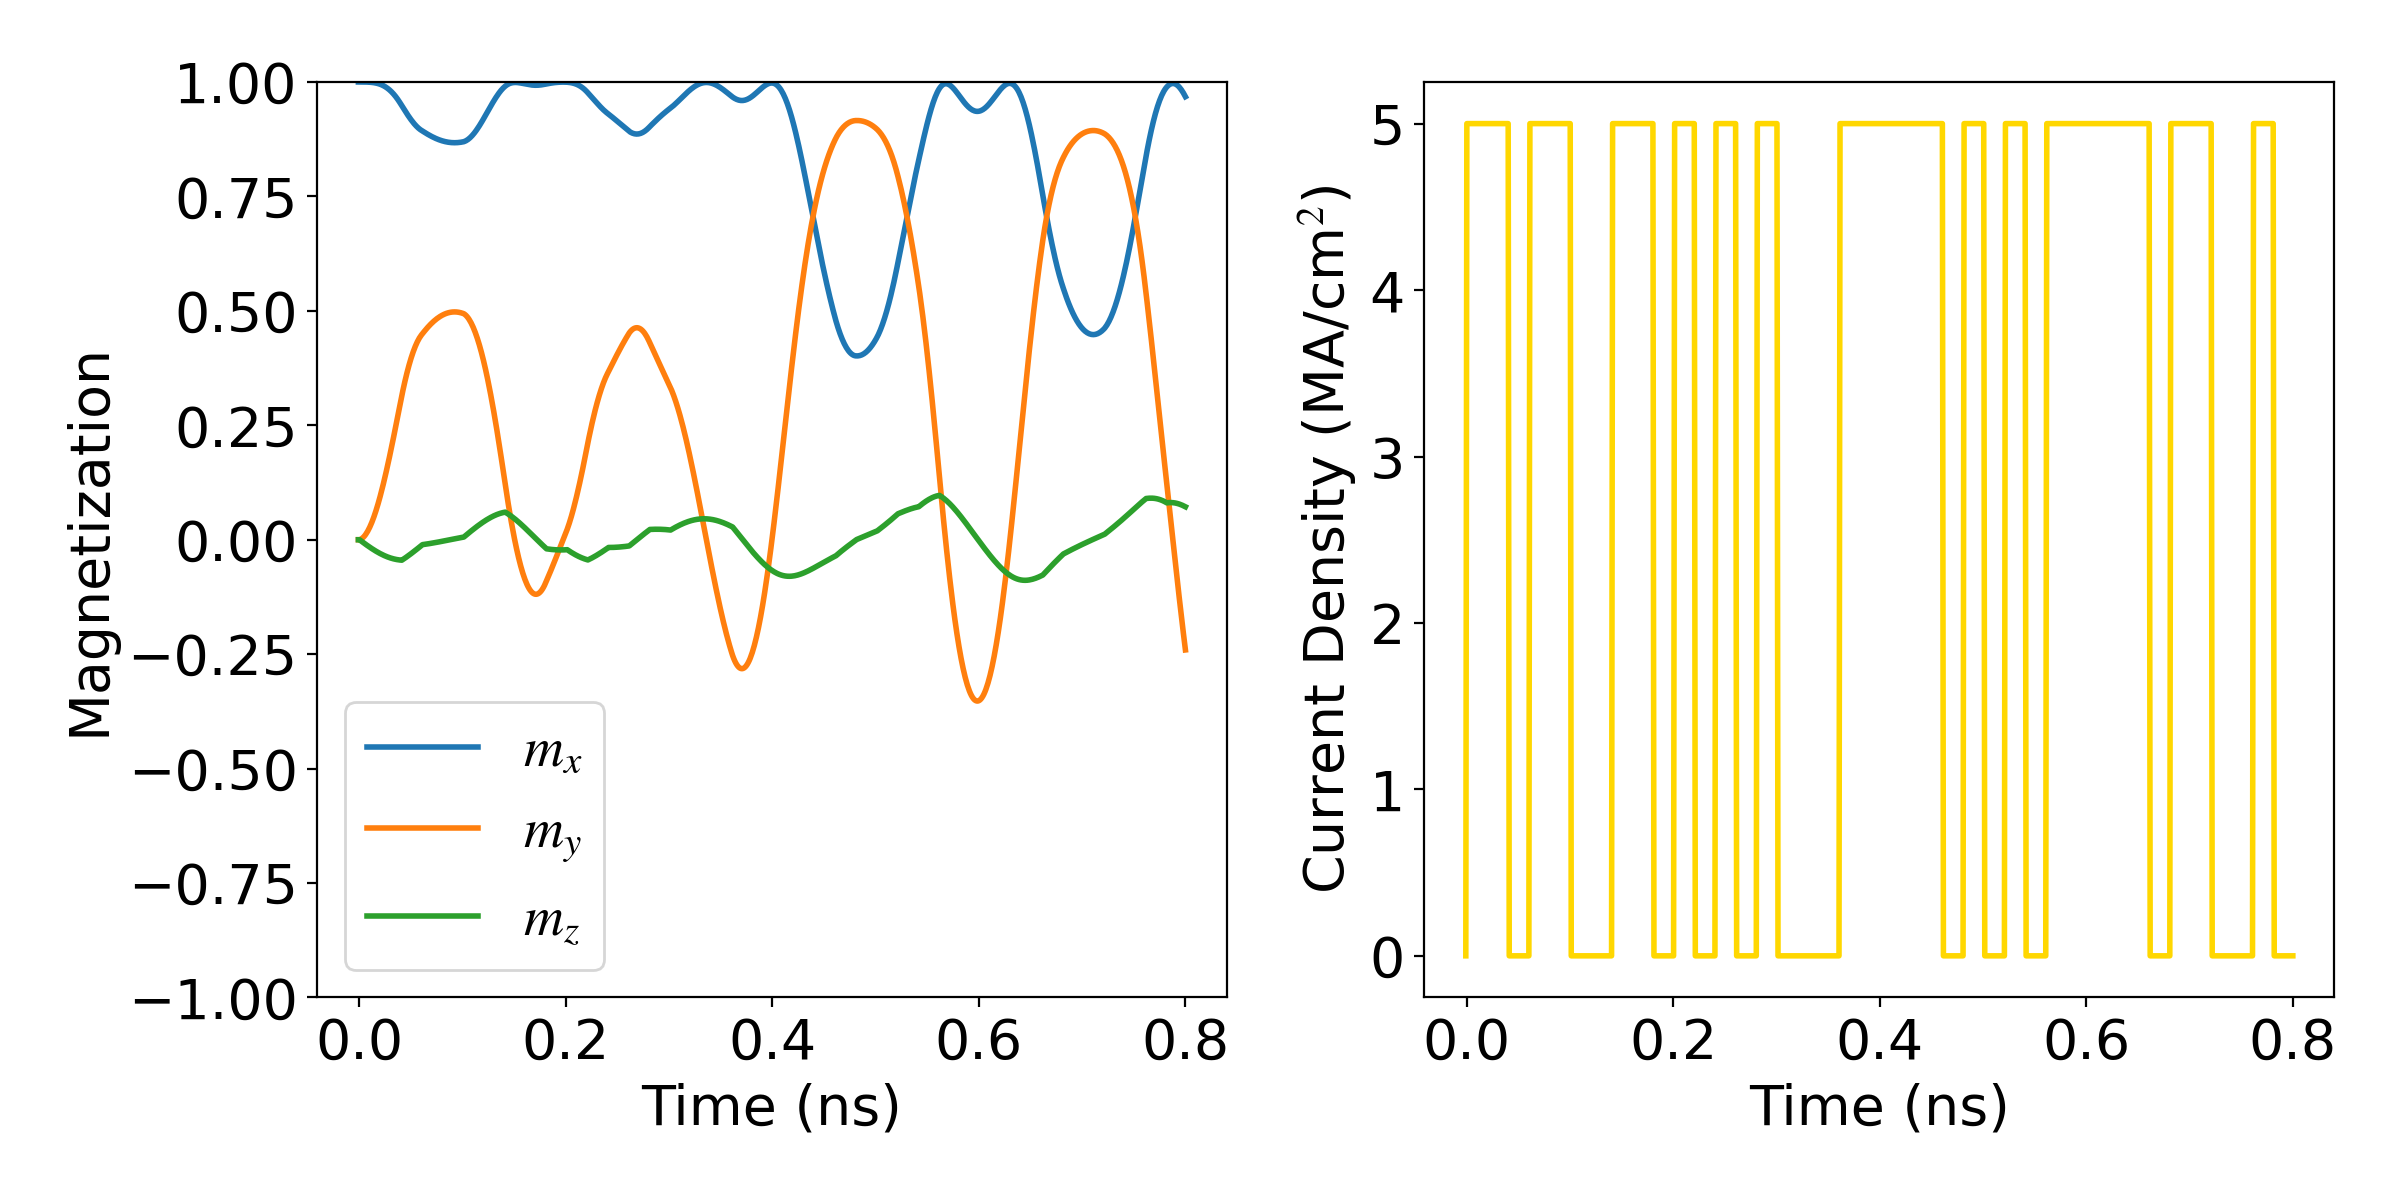 Magnetization
1.00
0.75
0.50
0.25
0.00
−0.25
−0.50
−0.75
−1.00
0.0 0.2 0.4 0.6 0.8
Time (ns)
m_x
m_y
m_z
Current Density (MA/cm²)
5
4
3
2
1
0
0.0 0.2 0.4 0.6 0.8
Time (ns)